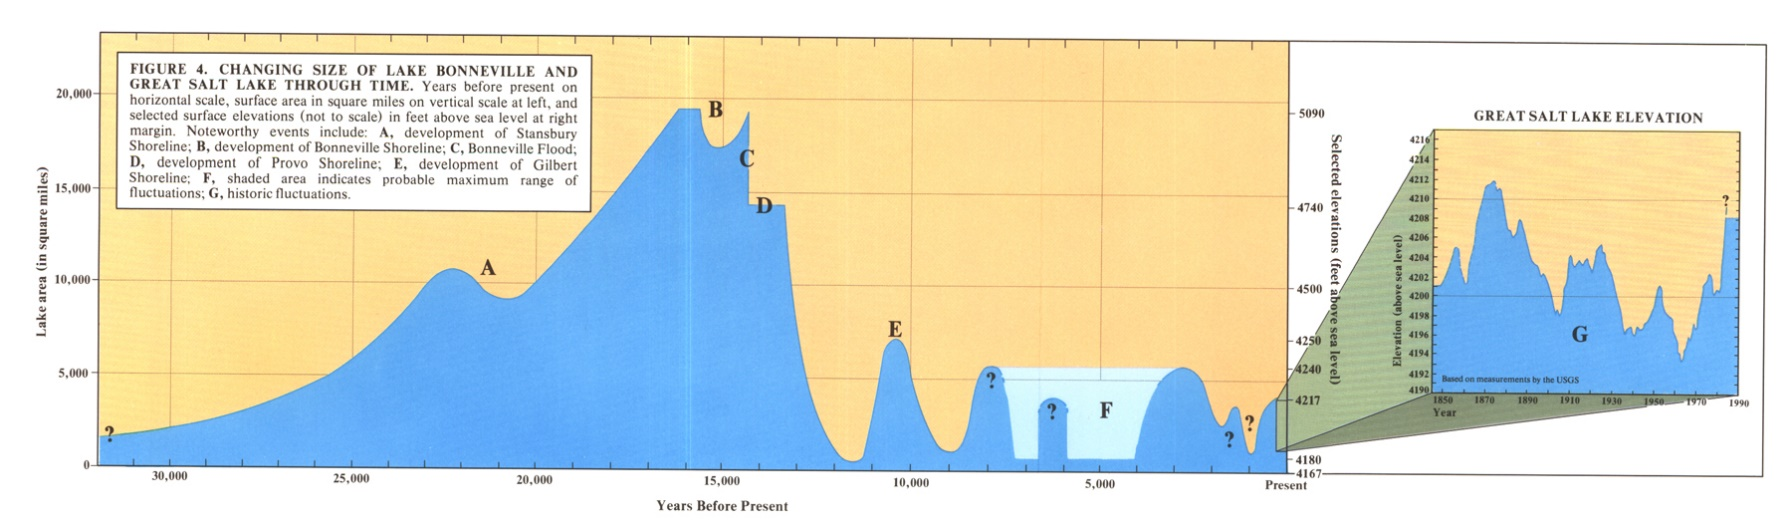 FIGURE 4. CHANGING SIZE OF LAKE BONNEVILLE AND
GREAT SALT LAKE THROUGH TIME. Years before present on
horizontal scale, surface area in square miles on vertical scale at left, and
selected surface elevations (not to scale) in feet above sea level at right
margin. Noteworthy events include: A, development of Stansbury
Shoreline; B, development of Bonneville Shoreline; C, Bonneville Flood;
D, development of Provo Shoreline; E, development of Gilbert
Shoreline; F, shaded area indicates probable maximum range of
fluctuations; G, historic fluctuations.
Lake area (in square miles)
20,000
15,000
10,000
5,000
0
?
A
B
C
D
E
?
?
F
?
?
30,000
25,000
20,000
15,000
10,000
5,000
Present
Years Before Present
5090
4740
4500
4250
4240
4217
4180
4167
Selected elevations (feet above sea level)
GREAT SALT LAKE ELEVATION
Elevation (above sea level)
4216
4214
4212
4210
4208
4206
4204
4202
4200
4198
4196
4194
4192
4190
?
G
Based on measurements by the USGS
1850
1870
1890
1910
1930
1950
1970
1990
Year